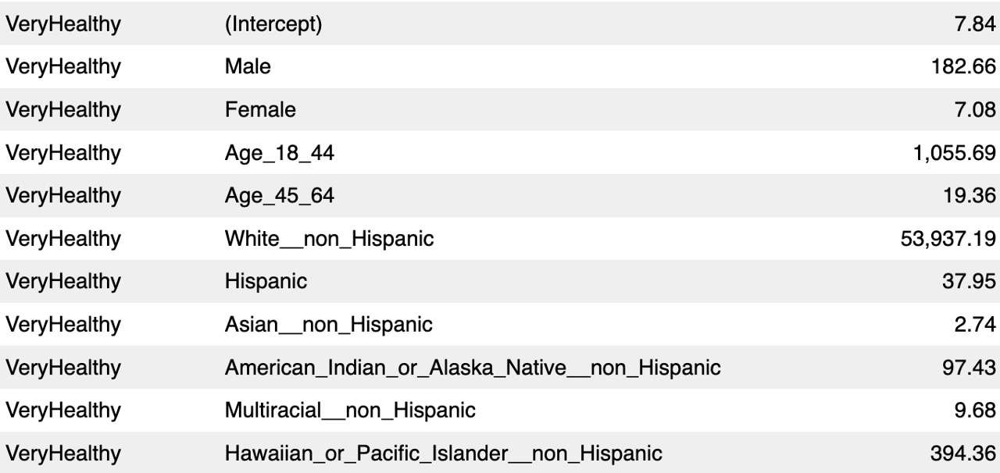 VeryHealthy (Intercept) 7.84
VeryHealthy Male 182.66
VeryHealthy Female 7.08
VeryHealthy Age_18_44 1,055.69
VeryHealthy Age_45_64 19.36
VeryHealthy White__non_Hispanic 53,937.19
VeryHealthy Hispanic 37.95
VeryHealthy Asian__non_Hispanic 2.74
VeryHealthy American_Indian_or_Alaska_Native__non_Hispanic 97.43
VeryHealthy Multiracial__non_Hispanic 9.68
VeryHealthy Hawaiian_or_Pacific_Islander__non_Hispanic 394.36